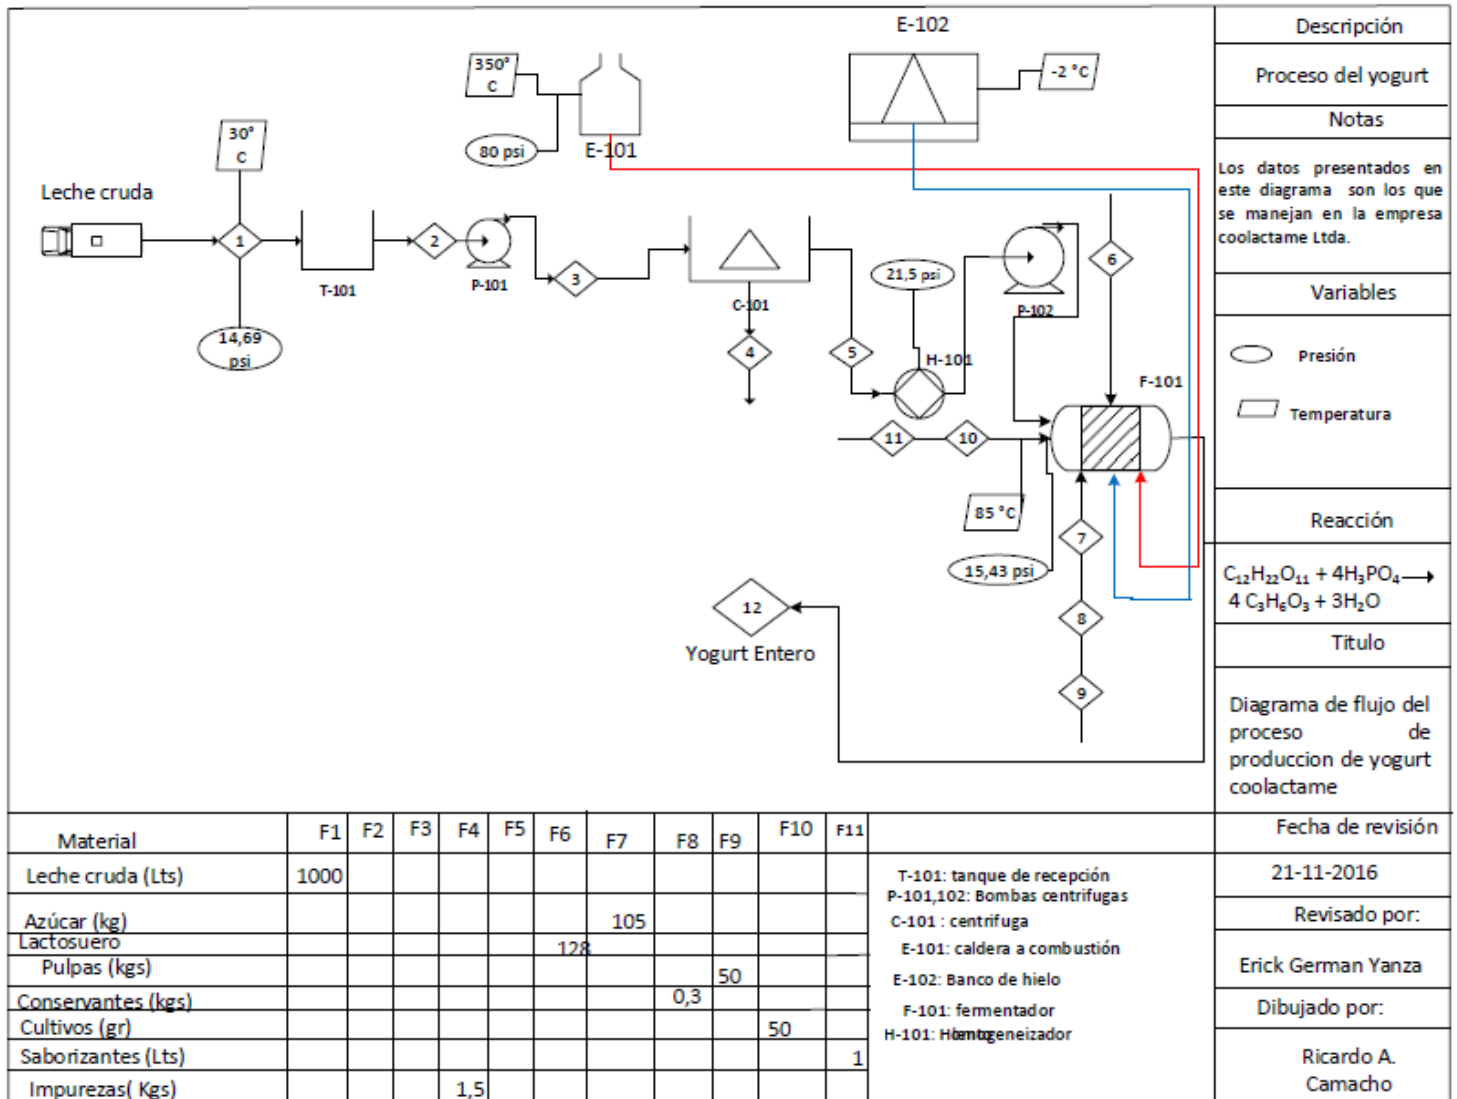 E-102
350°
C
-2 °C
80 psi
E-101
30°
C
Leche cruda
1
2
3
T-101
P-101
14,69
psi
C-101
4
5
21,5 psi
H-101
P-102
6
F-101
11
10
85 °C
15,43 psi
7
8
9
12
Yogurt Entero
Descripción
Proceso del yogurt
Notas
Los datos presentados en
este diagrama son los que
se manejan en la empresa
coolactame Ltda.
Variables
Presión
Temperatura
Reacción
C₁₂H₂₂O₁₁ + 4H₃PO₄⟶
4 C₃H₆O₃ + 3H₂O
Titulo
Diagrama de flujo del
proceso de
produccion de yogurt
coolactame
Fecha de revisión
21-11-2016
Revisado por:
Erick German Yanza
Dibujado por:
Ricardo A.
Camacho
Material F1 F2 F3 F4 F5 F6 F7 F8 F9 F10 F11
Leche cruda (Lts) 1000
Azúcar (kg) 105
Lactosuero 128
Pulpas (kgs) 50
Conservantes (kgs) 0,3
Cultivos (gr) 50
Saborizantes (Lts) 1
Impurezas( Kgs) 1,5
T-101: tanque de recepción
P-101,102: Bombas centrifugas
C-101 : centrifuga
E-101: caldera a combustión
E-102: Banco de hielo
F-101: fermentador
H-101: